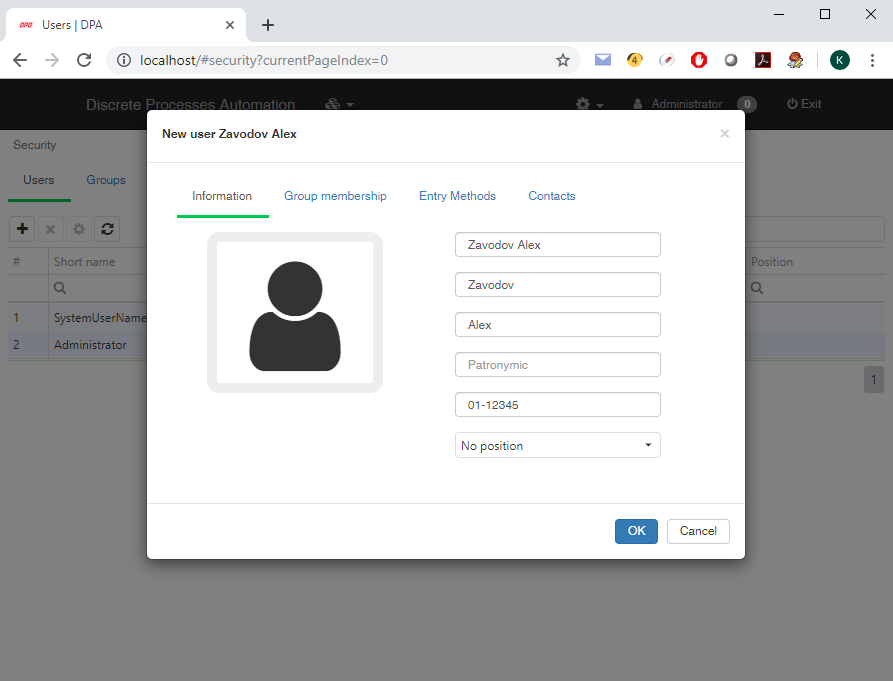 DPA Users | DPA
localhost/#security?currentPageIndex=0
4
K
Discrete Processes Automation Administrator 0 Exit
New user Zavodov Alex ×
Security
Users Groups
Information Group membership Entry Methods Contacts
Zavodov Alex
# Short name Position
Zavodov
1 SystemUserName
Alex
2 Administrator
Patronymic
1
01-12345
No position
OK Cancel